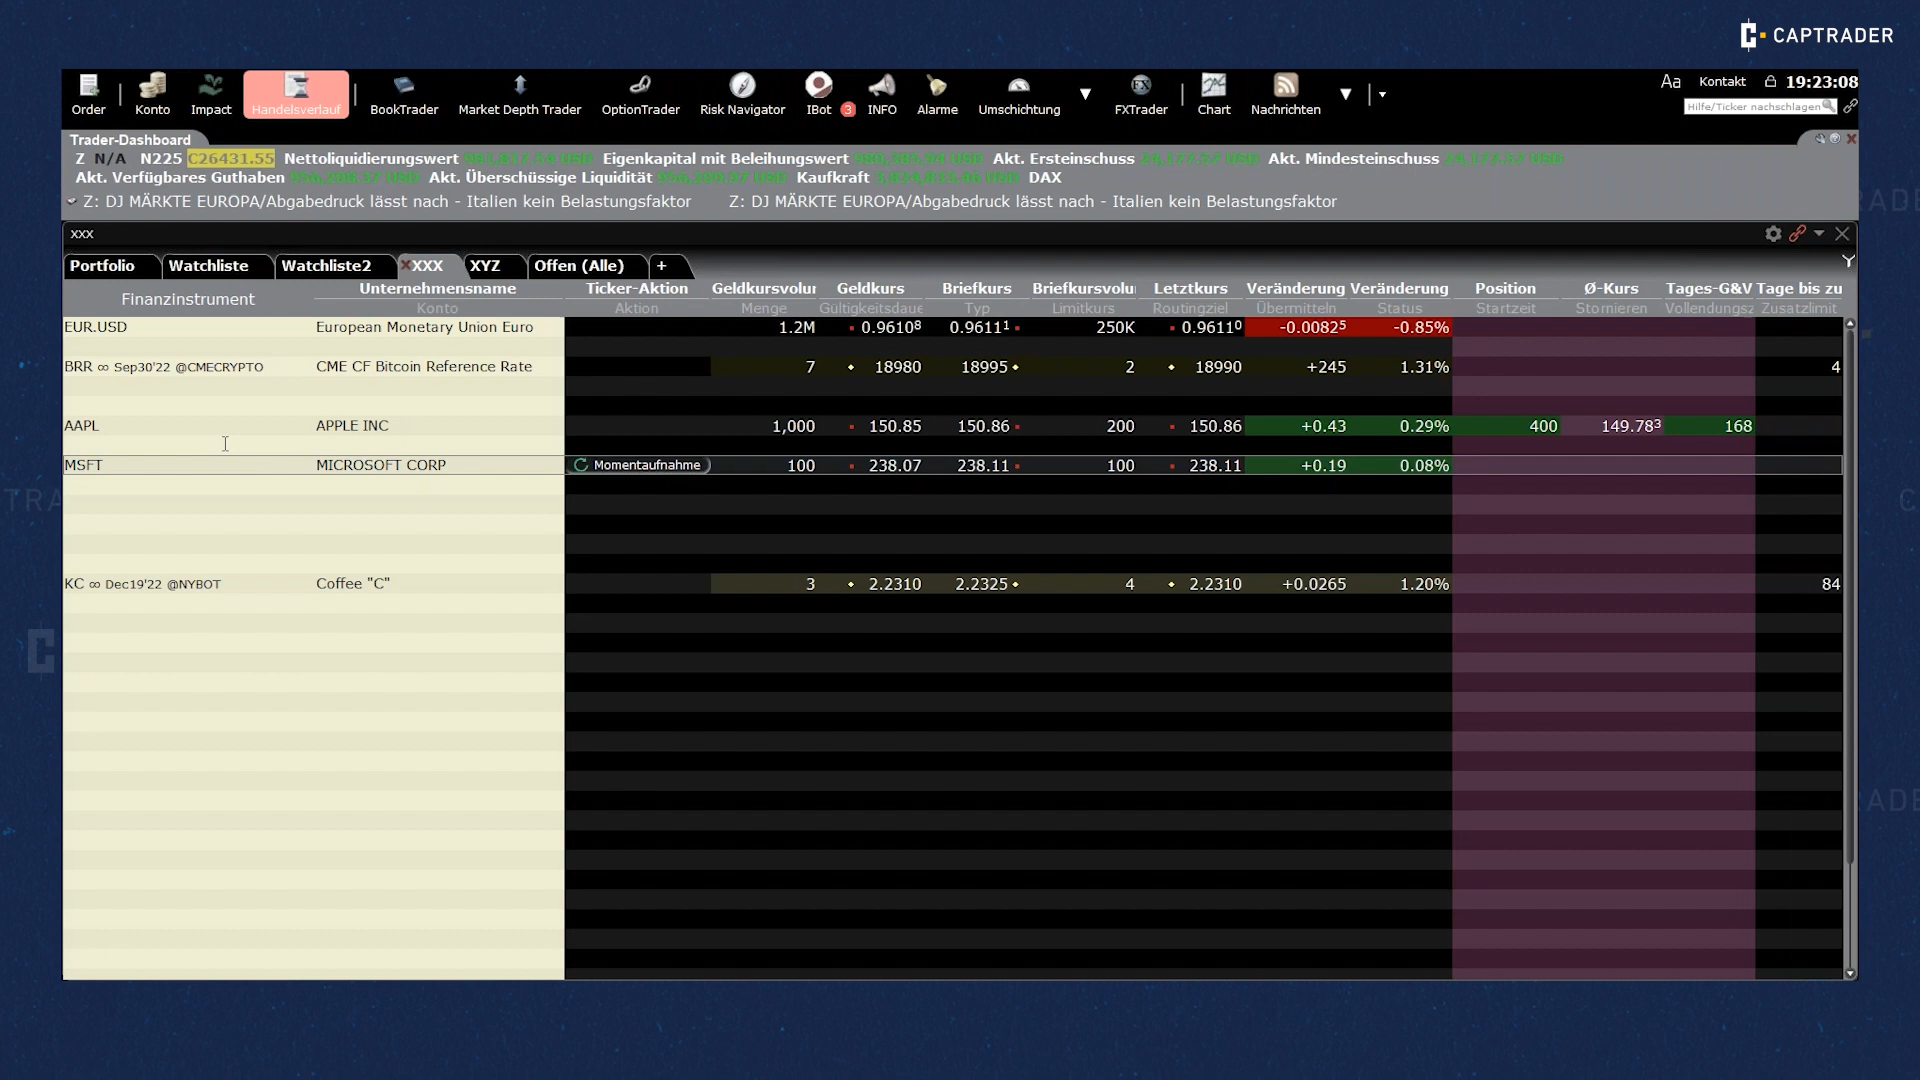 CAPTRADER
Order Konto Impact Handelsverlauf BookTrader Market Depth Trader OptionTrader Risk Navigator IBot 3 INFO Alarme Umschichtung FXTrader Chart Nachrichten
Aa Kontakt 19:23:08
Hilfe/Ticker nachschlagen
Trader-Dashboard
Z N/A N225 C26431.55 Nettoliquidierungswert Eigenkapital mit Beleihungswert Akt. Ersteinschuss Akt. Mindesteinschuss
Akt. Verfügbares Guthaben Akt. Überschüssige Liquidität Kaufkraft DAX
Z: DJ MÄRKTE EUROPA/Abgabedruck lässt nach - Italien kein Belastungsfaktor Z: DJ MÄRKTE EUROPA/Abgabedruck lässt nach - Italien kein Belastungsfaktor
xxx
Portfolio Watchliste Watchliste2 XXX XYZ Offen (Alle) +
Finanzinstrument Unternehmensname Ticker-Aktion Geldkursvolur Geldkurs Briefkurs Briefkursvolu Letztkurs Veränderung Veränderung Position Ø-Kurs Tages-G&V Tage bis zu
Konto Aktion Menge Gültigkeitsdaue Typ Limitkurs Routingziel Übermitteln Status Startzeit Stornieren Vollendungsz Zusatzlimit
EUR.USD European Monetary Union Euro 1.2M 0.9610⁸ 0.9611¹ 250K 0.9611⁰ -0.0082⁵ -0.85%
BRR ∞ Sep30'22 @CMECRYPTO CME CF Bitcoin Reference Rate 7 18980 18995 2 18990 +245 1.31% 4
AAPL APPLE INC 1,000 150.85 150.86 200 150.86 +0.43 0.29% 400 149.78³ 168
MSFT MICROSOFT CORP Momentaufnahme 100 238.07 238.11 100 238.11 +0.19 0.08%
KC ∞ Dec19'22 @NYBOT Coffee "C" 3 2.2310 2.2325 4 2.2310 +0.0265 1.20% 84